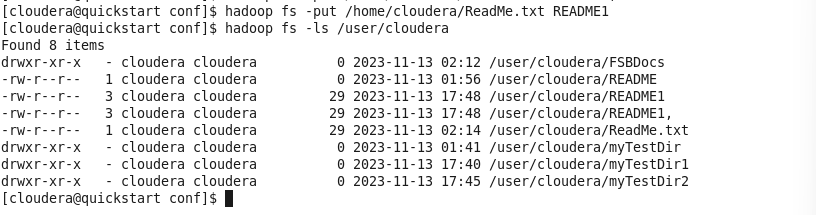 [cloudera@quickstart conf]$ hadoop fs -put /home/cloudera/ReadMe.txt README1
[cloudera@quickstart conf]$ hadoop fs -ls /user/cloudera
Found 8 items
drwxr-xr-x   - cloudera cloudera          0 2023-11-13 02:12 /user/cloudera/FSBDocs
-rw-r--r--   1 cloudera cloudera          0 2023-11-13 01:56 /user/cloudera/README
-rw-r--r--   3 cloudera cloudera         29 2023-11-13 17:48 /user/cloudera/README1
-rw-r--r--   3 cloudera cloudera         29 2023-11-13 17:48 /user/cloudera/README1,
-rw-r--r--   1 cloudera cloudera         29 2023-11-13 02:14 /user/cloudera/ReadMe.txt
drwxr-xr-x   - cloudera cloudera          0 2023-11-13 01:41 /user/cloudera/myTestDir
drwxr-xr-x   - cloudera cloudera          0 2023-11-13 17:40 /user/cloudera/myTestDir1
drwxr-xr-x   - cloudera cloudera          0 2023-11-13 17:45 /user/cloudera/myTestDir2
[cloudera@quickstart conf]$